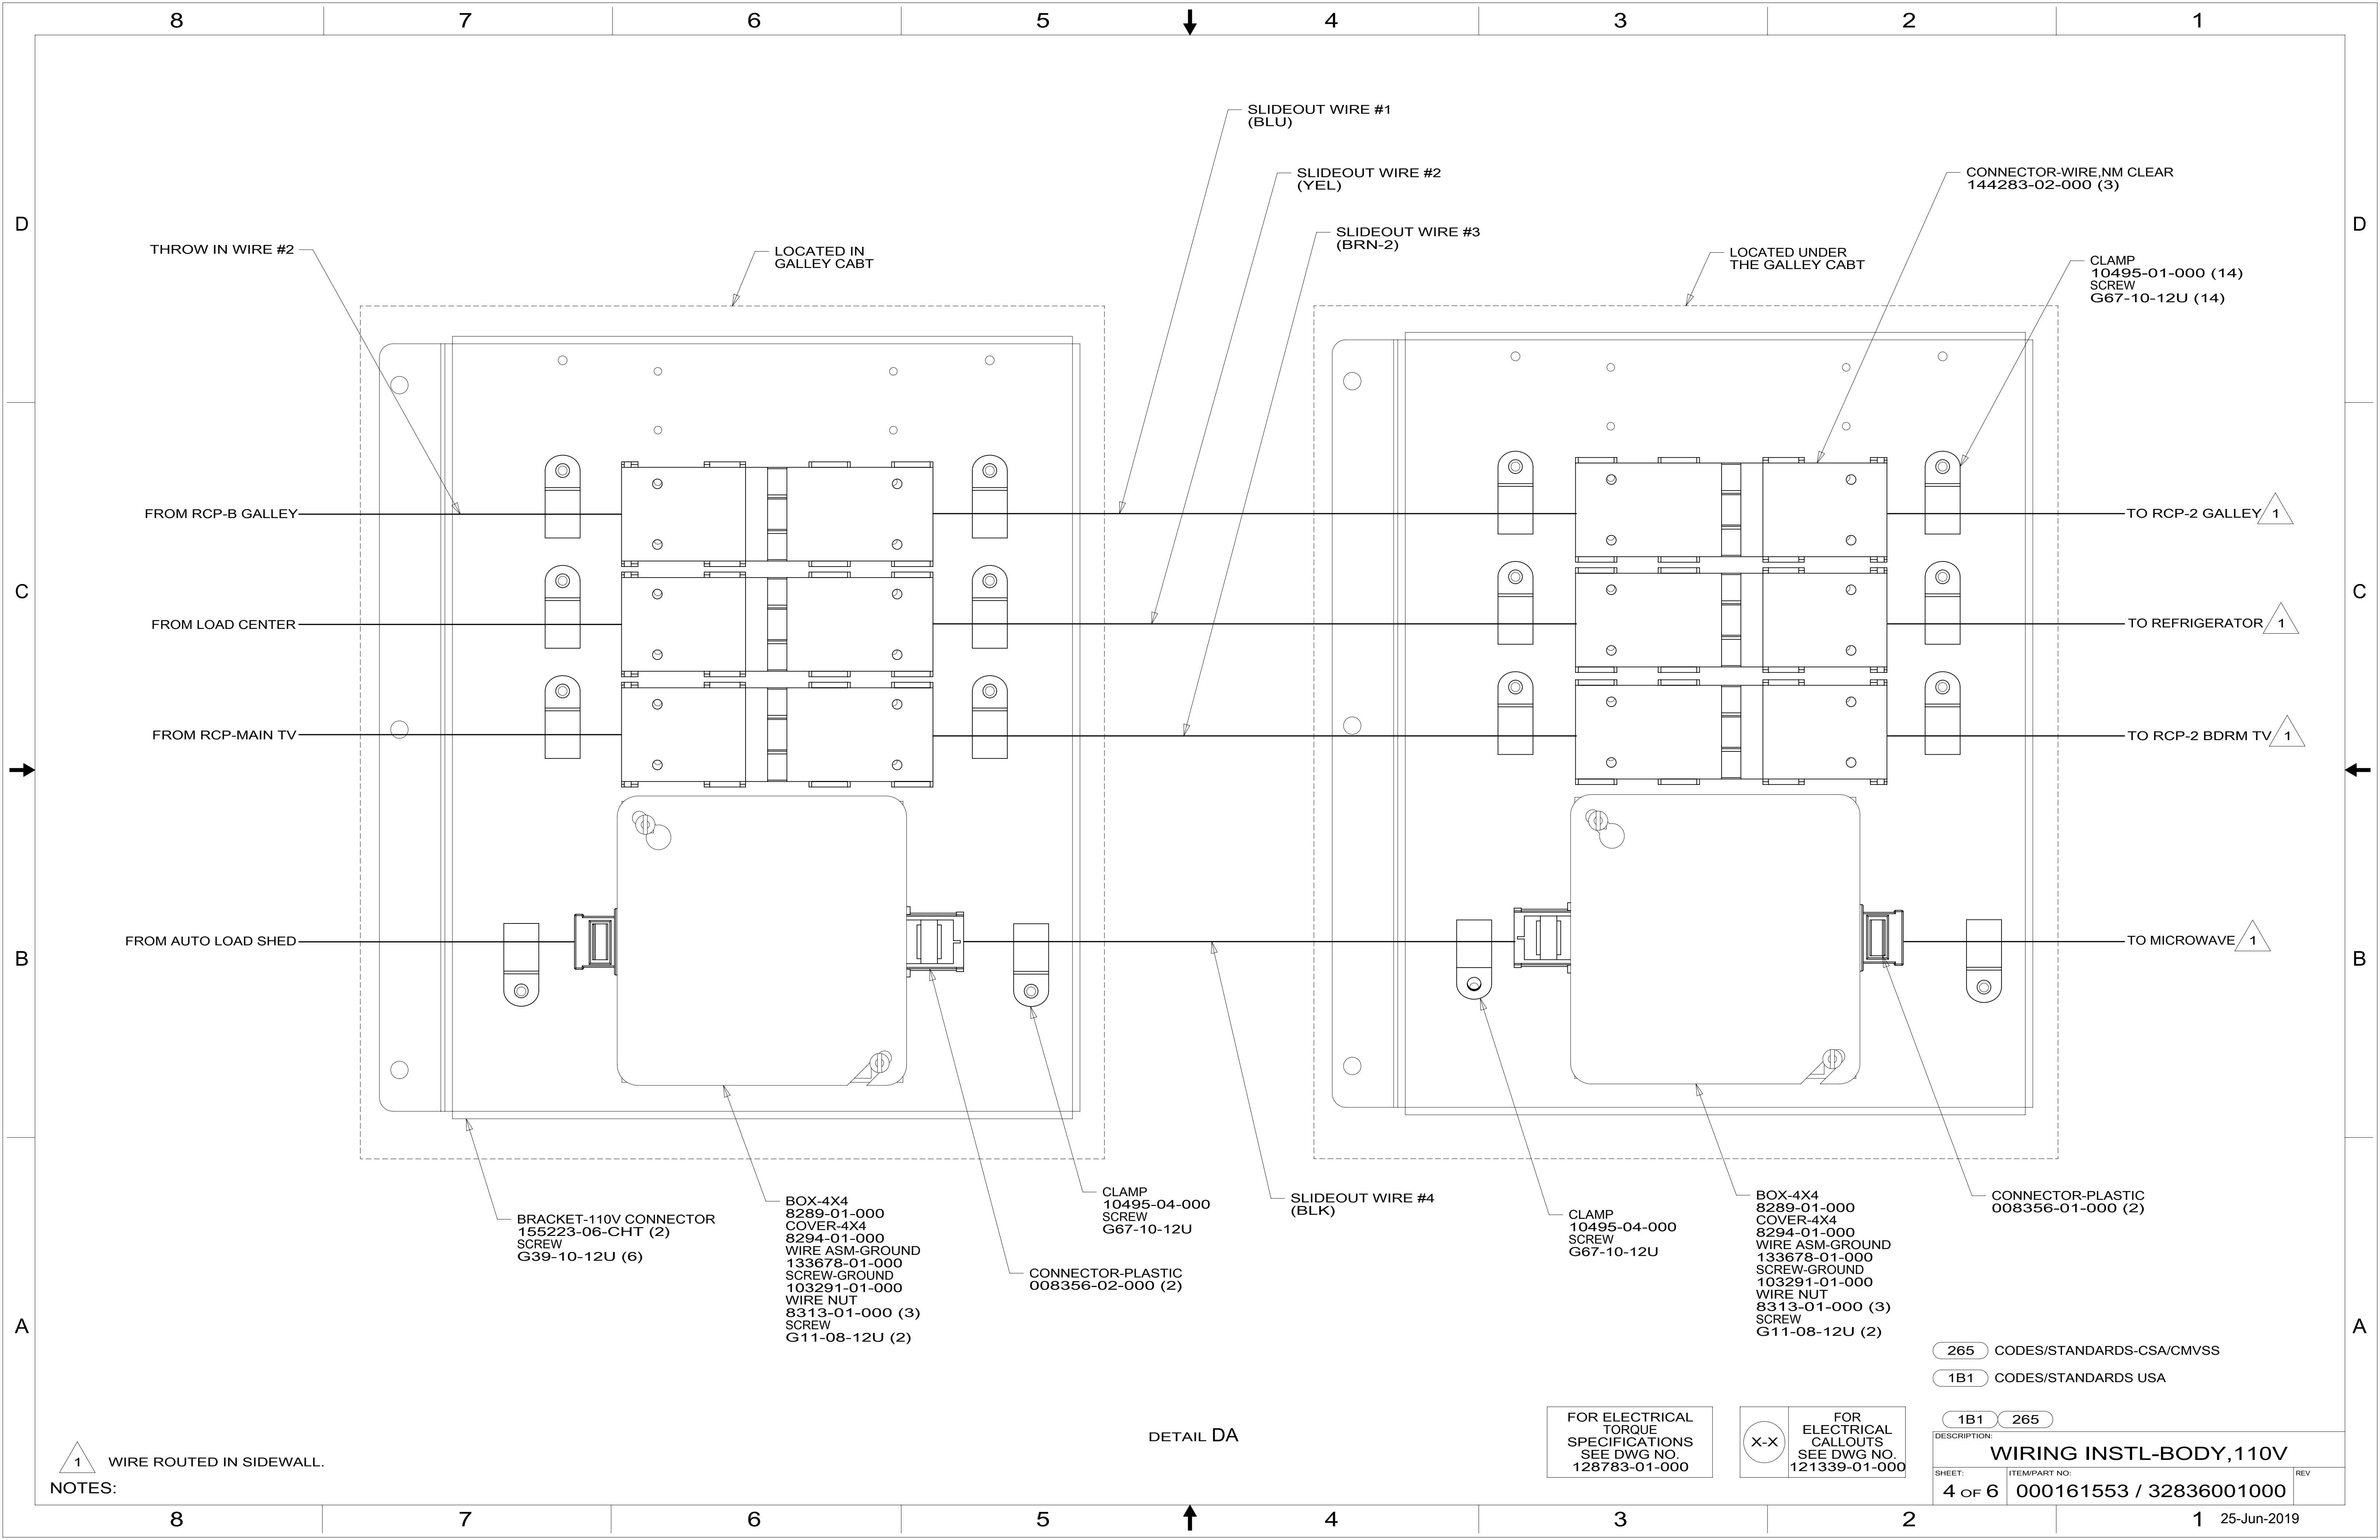 8 7 6 5 4 3 2 1
SLIDEOUT WIRE #1
(BLU)
SLIDEOUT WIRE #2
(YEL)
CONNECTOR-WIRE,NM CLEAR
144283-02-000 (3)
D
D
SLIDEOUT WIRE #3
(BRN-2)
THROW IN WIRE #2
LOCATED IN
GALLEY CABT
LOCATED UNDER
THE GALLEY CABT
CLAMP
10495-01-000 (14)
SCREW
G67-10-12U (14)
FROM RCP-B GALLEY
TO RCP-2 GALLEY 1
C
C
FROM LOAD CENTER
TO REFRIGERATOR 1
FROM RCP-MAIN TV
TO RCP-2 BDRM TV 1
FROM AUTO LOAD SHED
TO MICROWAVE 1
B
B
BRACKET-110V CONNECTOR
155223-06-CHT (2)
SCREW
G39-10-12U (6)
BOX-4X4
8289-01-000
COVER-4X4
8294-01-000
WIRE ASM-GROUND
133678-01-000
SCREW-GROUND
103291-01-000
WIRE NUT
8313-01-000 (3)
SCREW
G11-08-12U (2)
CLAMP
10495-04-000
SCREW
G67-10-12U
CONNECTOR-PLASTIC
008356-02-000 (2)
SLIDEOUT WIRE #4
(BLK)
CLAMP
10495-04-000
SCREW
G67-10-12U
BOX-4X4
8289-01-000
COVER-4X4
8294-01-000
WIRE ASM-GROUND
133678-01-000
SCREW-GROUND
103291-01-000
WIRE NUT
8313-01-000 (3)
SCREW
G11-08-12U (2)
CONNECTOR-PLASTIC
008356-01-000 (2)
A
A
265 CODES/STANDARDS-CSA/CMVSS
1B1 CODES/STANDARDS USA
1 WIRE ROUTED IN SIDEWALL.
NOTES:
DETAIL DA
FOR ELECTRICAL
TORQUE
SPECIFICATIONS
SEE DWG NO.
128783-01-000
X-X
FOR
ELECTRICAL
CALLOUTS
SEE DWG NO.
121339-01-000
1B1 265
DESCRIPTION:
WIRING INSTL-BODY,110V
SHEET:
4 OF 6
ITEM/PART NO:
000161553 / 32836001000
REV
8 7 6 5 4 3 2 1
25-Jun-2019